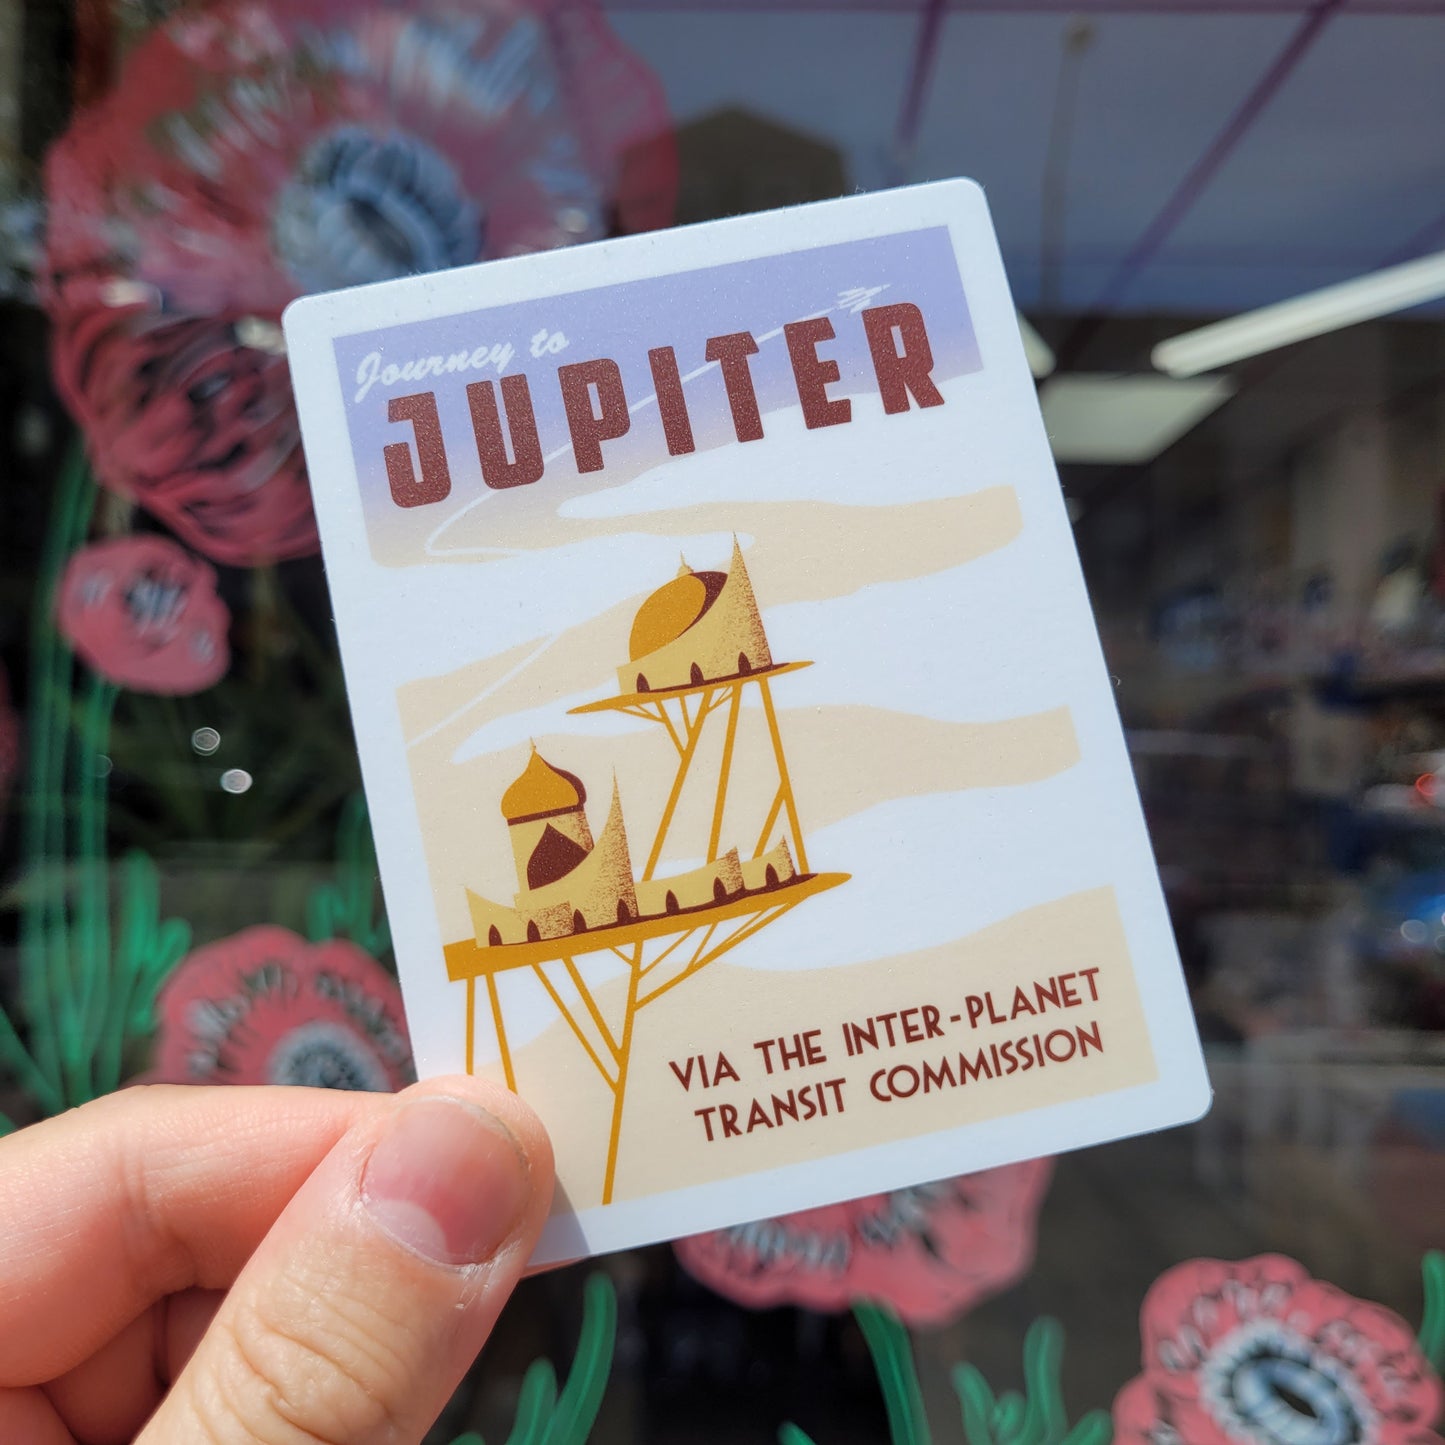 Journey to
JUPITER
VIA THE INTER-PLANET
TRANSIT COMMISSION